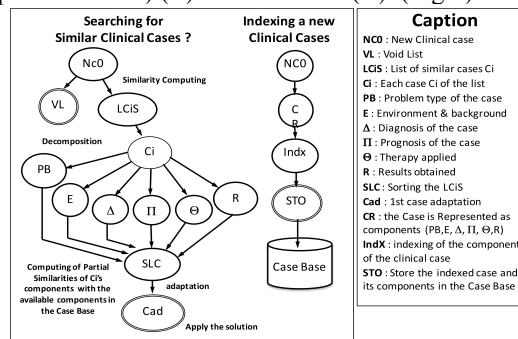 Searching for
Similar Clinical Cases ?
Nc0
Similarity Computing
VL
LCiS
Decomposition
Ci
PB
E
Δ
Π
Θ
R
SLC
Computing of Partial
Similarities of Ci's
components with the
available components in
the Case Base
adaptation
Cad
Apply the solution
Indexing a new
Clinical Cases
NC0
C
R
Indx
STO
Case Base
Caption
NC0 : New Clinical case
VL : Void List
LCiS : List of similar cases Ci
Ci : Each case Ci of the list
PB : Problem type of the case
E : Environment & background
Δ : Diagnosis of the case
Π : Prognosis of the case
Θ : Therapy applied
R : Results obtained
SLC: Sorting the LCiS
Cad : 1st case adaptation
CR : the Case is Represented as
components (PB,E, Δ, Π, Θ,R)
IndX : indexing of the component
of the clinical case
STO : Store the indexed case and
its components in the Case Base